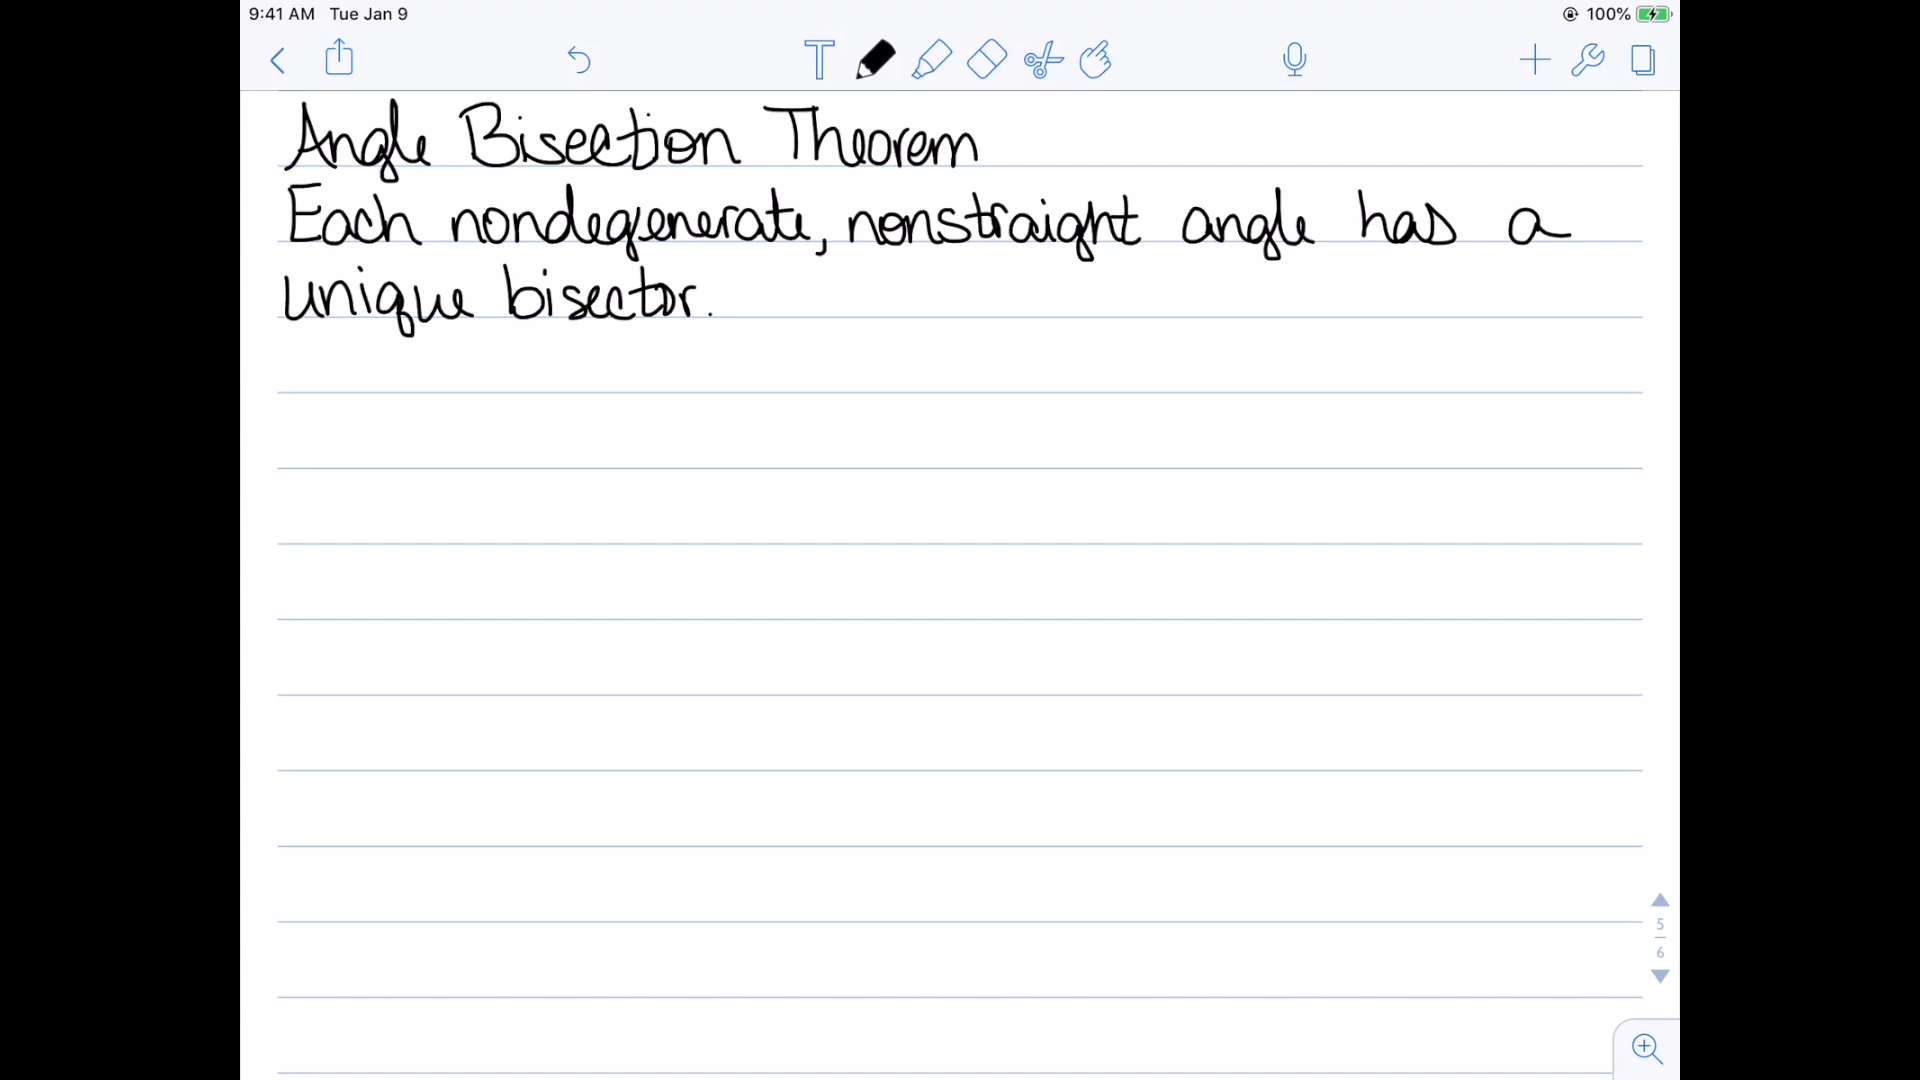 9:41 AM Tue Jan 9
100%
T
Angle Bisection Theorem
Each nondegenerate, nonstraight angle has a
unique bisector.
5
6